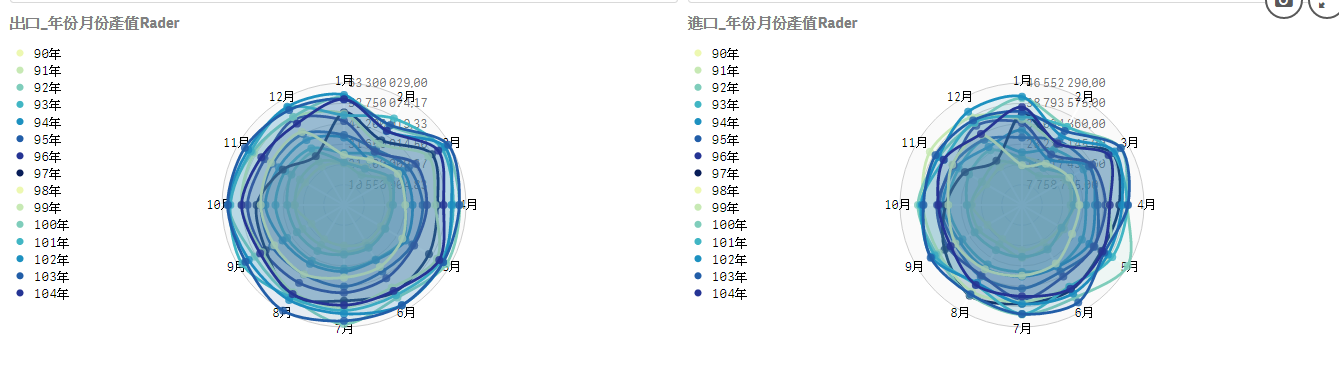 出口_年份月份產值Rader
90年
91年
92年
93年
94年
95年
96年
97年
98年
99年
100年
101年
102年
103年
104年
1月
2月
4月
6月
7月
8月
9月
10月
11月
12月
進口_年份月份產值Rader
90年
91年
92年
93年
94年
95年
96年
97年
98年
99年
100年
101年
102年
103年
104年
1月
2月
3月
4月
5月
6月
7月
8月
9月
10月
11月
12月